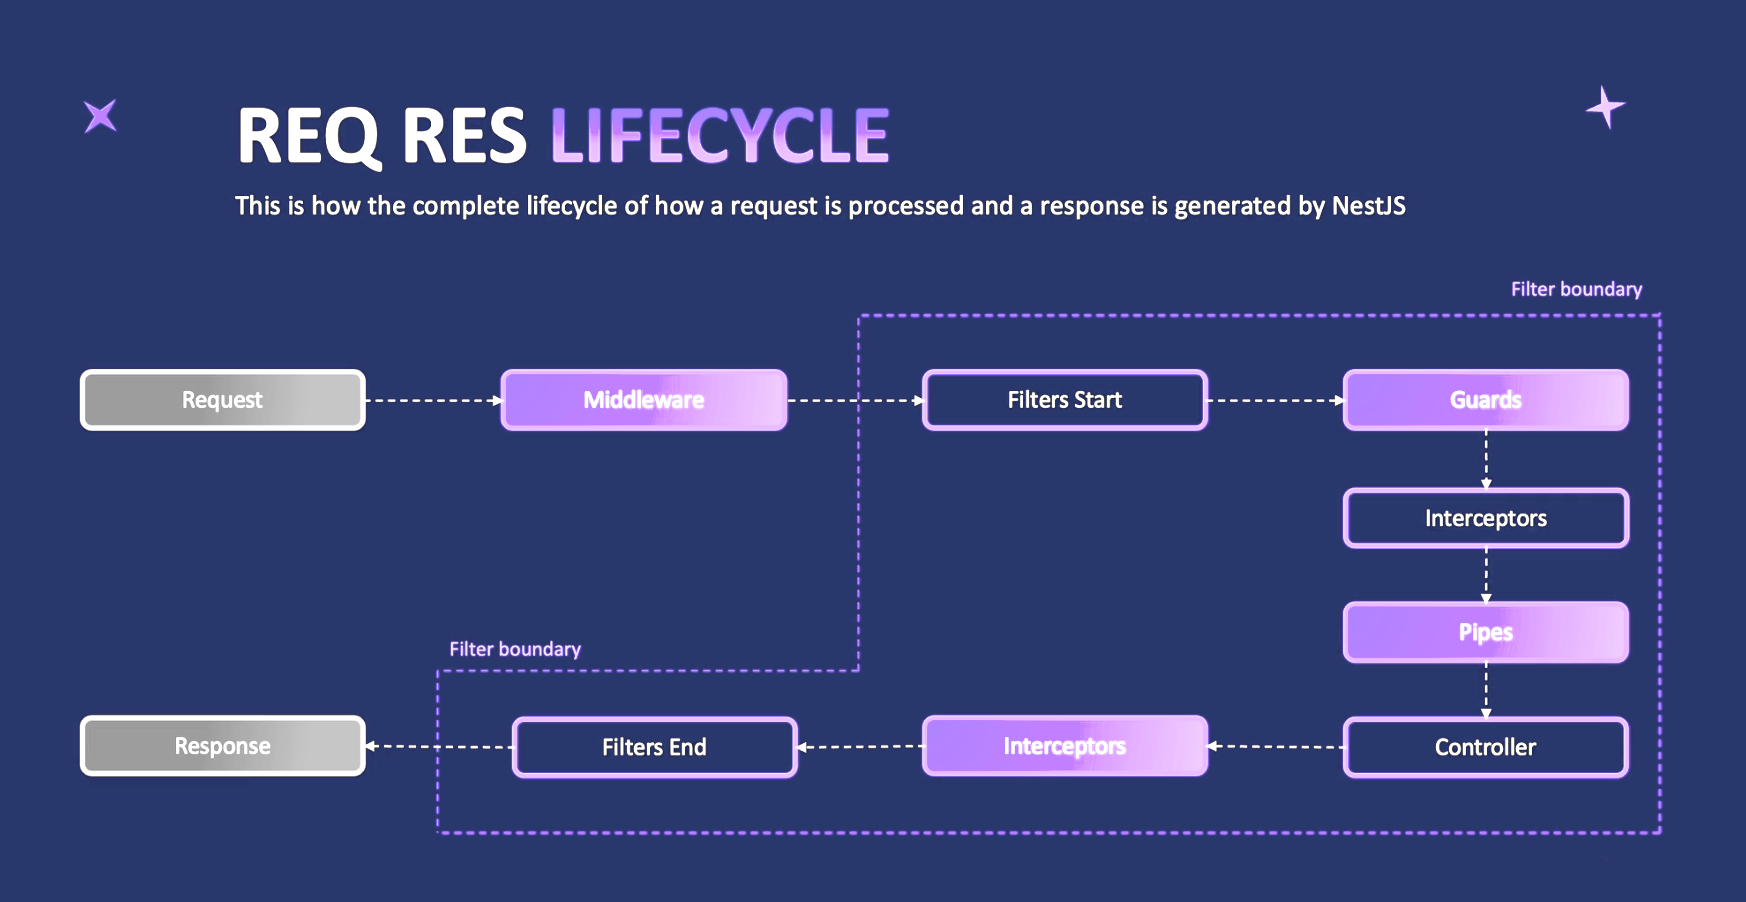 REQ RES LIFECYCLE
This is how the complete lifecycle of how a request is processed and a response is generated by NestJS
Filter boundary
Request
Middleware
Filters Start
Guards
Interceptors
Pipes
Filter boundary
Response
Filters End
Interceptors
Controller